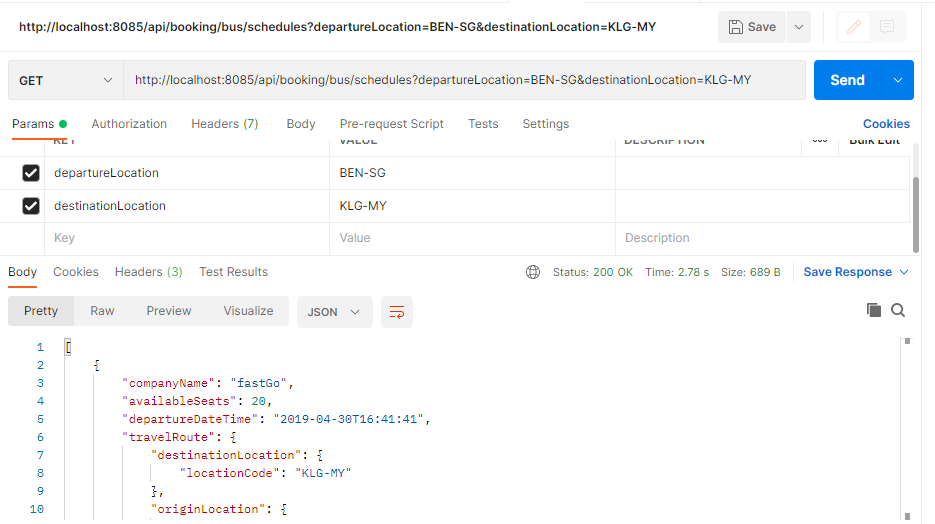 http://localhost:8085/api/booking/bus/schedules?departureLocation=BEN-SG&destinationLocation=KLG-MY Save
GET http://localhost:8085/api/booking/bus/schedules?departureLocation=BEN-SG&destinationLocation=KLG-MY Send
Params Authorization Headers (7) Body Pre-request Script Tests Settings Cookies
KEY VALUE DESCRIPTION ooo Bulk Edit
departureLocation BEN-SG
destinationLocation KLG-MY
Key Value Description
Body Cookies Headers (3) Test Results Status: 200 OK Time: 2.78 s Size: 689 B Save Response
Pretty Raw Preview Visualize JSON
1 [
2 {
3 "companyName": "fastGo",
4 "availableSeats": 20,
5 "departureDateTime": "2019-04-30T16:41:41",
6 "travelRoute": {
7 "destinationLocation": {
8 "locationCode": "KLG-MY"
9 },
10 "originLocation": {